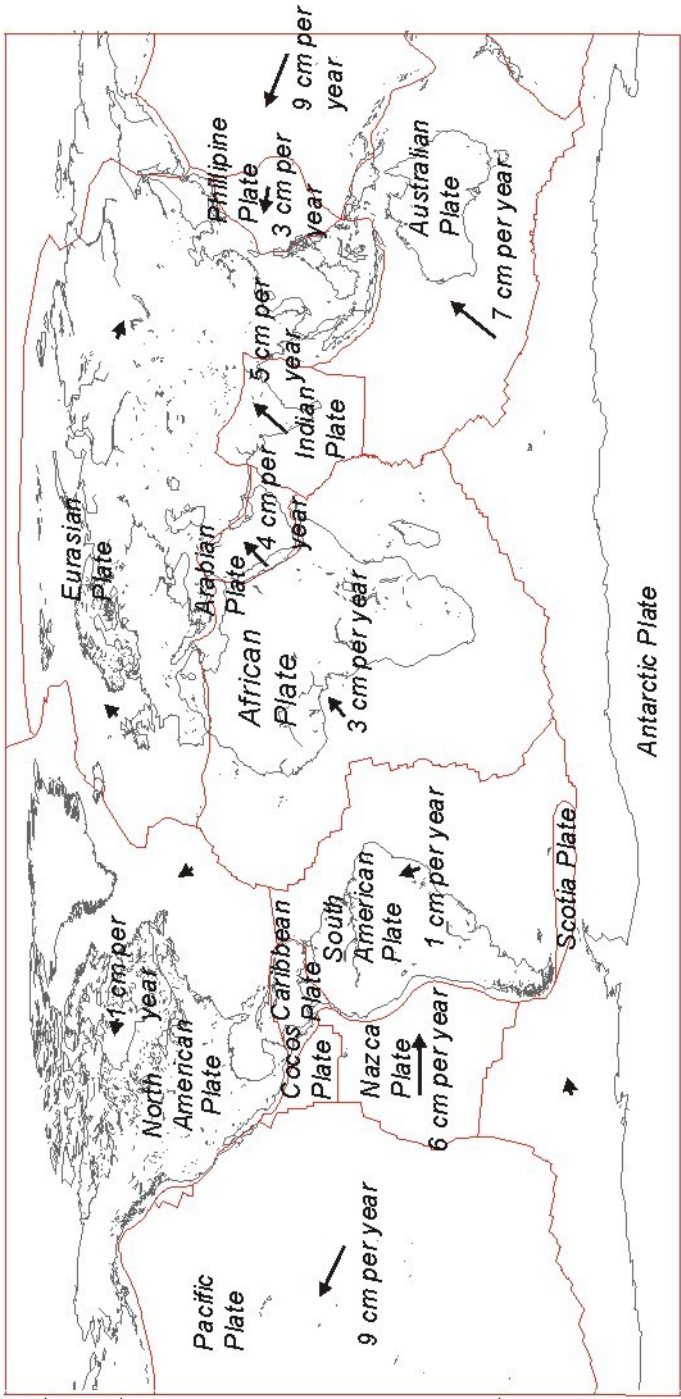 Eurasian
Plate
1 cm per
year
North
American
Plate
Pacific
Plate
9 cm per year
Cocos
Plate
Caribbean
Plate
Nazca
Plate
6 cm per year
South
American
Plate
1 cm per year
Scotia Plate
African
Plate
3 cm per year
Arabian
Plate
4 cm per
year
5 cm per
year
Indian
Plate
Phillipine
Plate
3 cm per
year
9 cm per
year
Australian
Plate
7 cm per year
Antarctic Plate